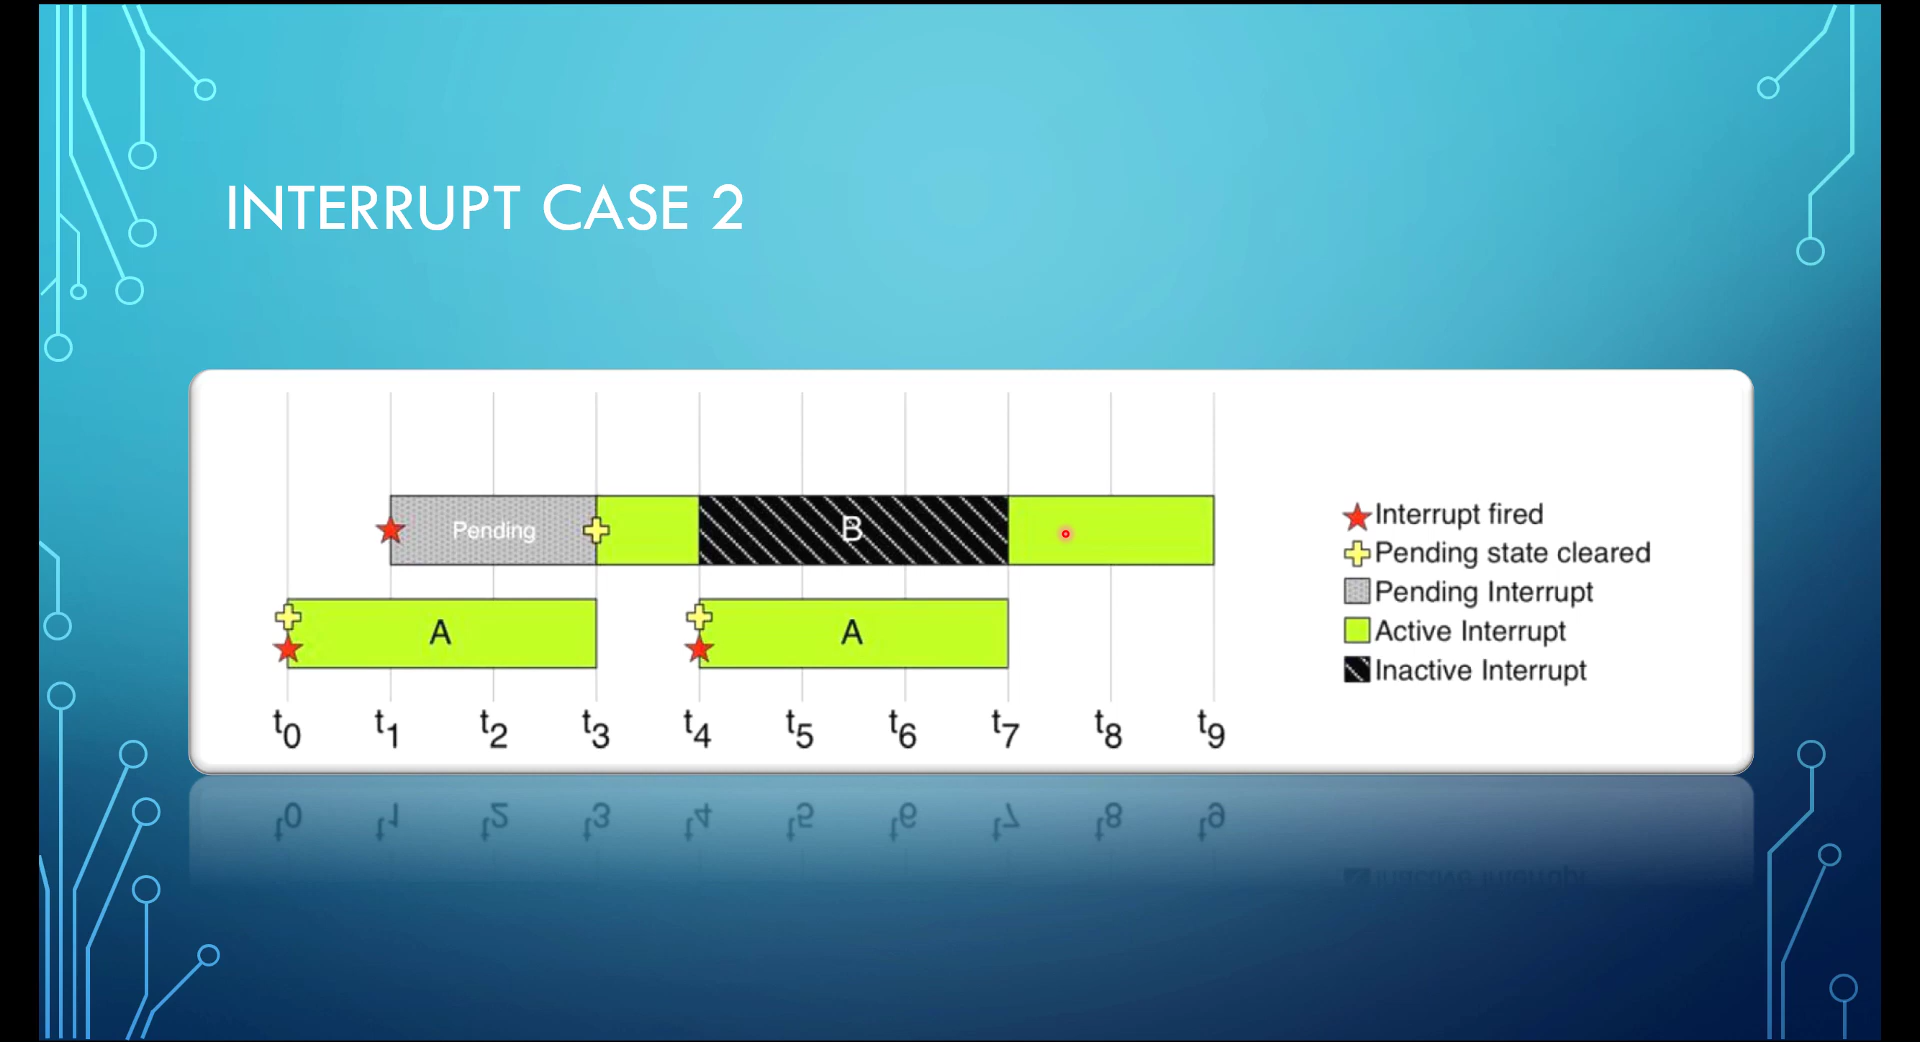 INTERRUPT CASE 2
Pending
B
A
A
Interrupt fired
Pending state cleared
Pending Interrupt
Active Interrupt
Inactive Interrupt
t0 t1 t2 t3 t4 t5 t6 t7 t8 t9